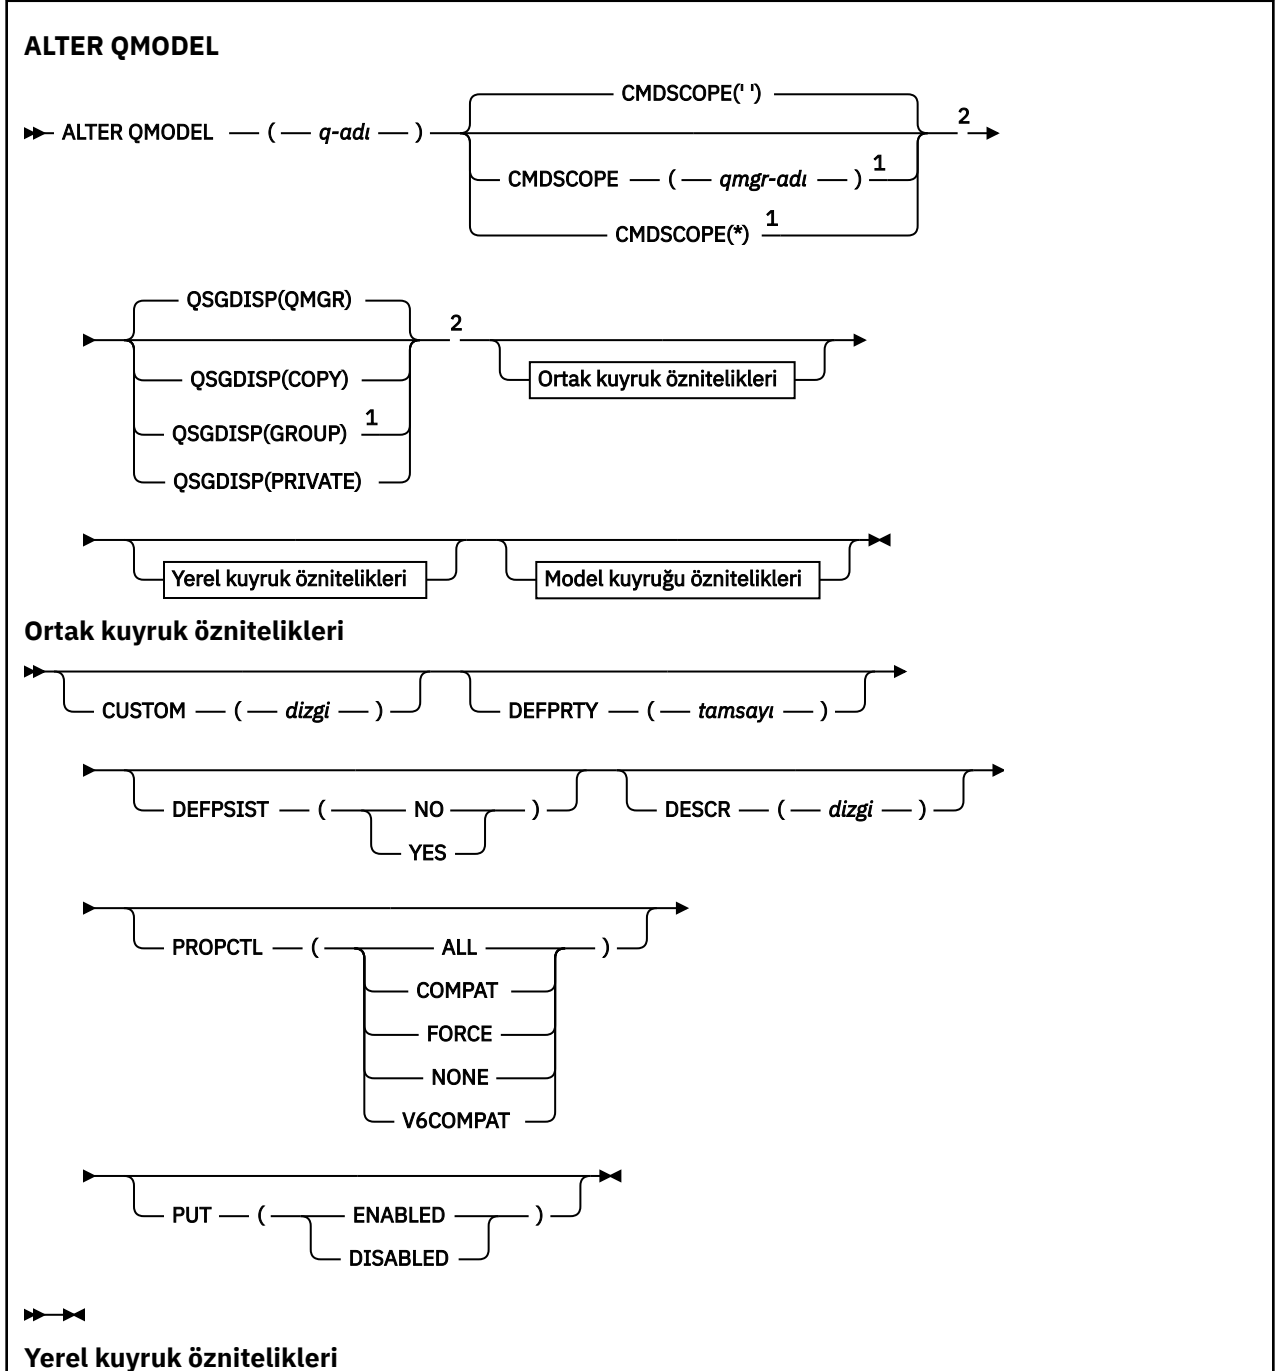 ALTER QMODEL
CMDSCOPE(' ')
ALTER QMODEL ( q-adı ) 2
CMDSCOPE ( qmgr-adı ) 1
CMDSCOPE(*) 1
QSGDISP(QMGR)
2
QSGDISP(COPY) Ortak kuyruk öznitelikleri
QSGDISP(GROUP) 1
QSGDISP(PRIVATE)
Yerel kuyruk öznitelikleri Model kuyruğu öznitelikleri
Ortak kuyruk öznitelikleri
CUSTOM ( dizgi ) DEFPRTY ( tamsayı )
DEFPSIST ( NO ) DESCR ( dizgi )
YES
PROPCTL ( ALL )
COMPAT
FORCE
NONE
V6COMPAT
PUT ( ENABLED )
DISABLED
Yerel kuyruk öznitelikleri